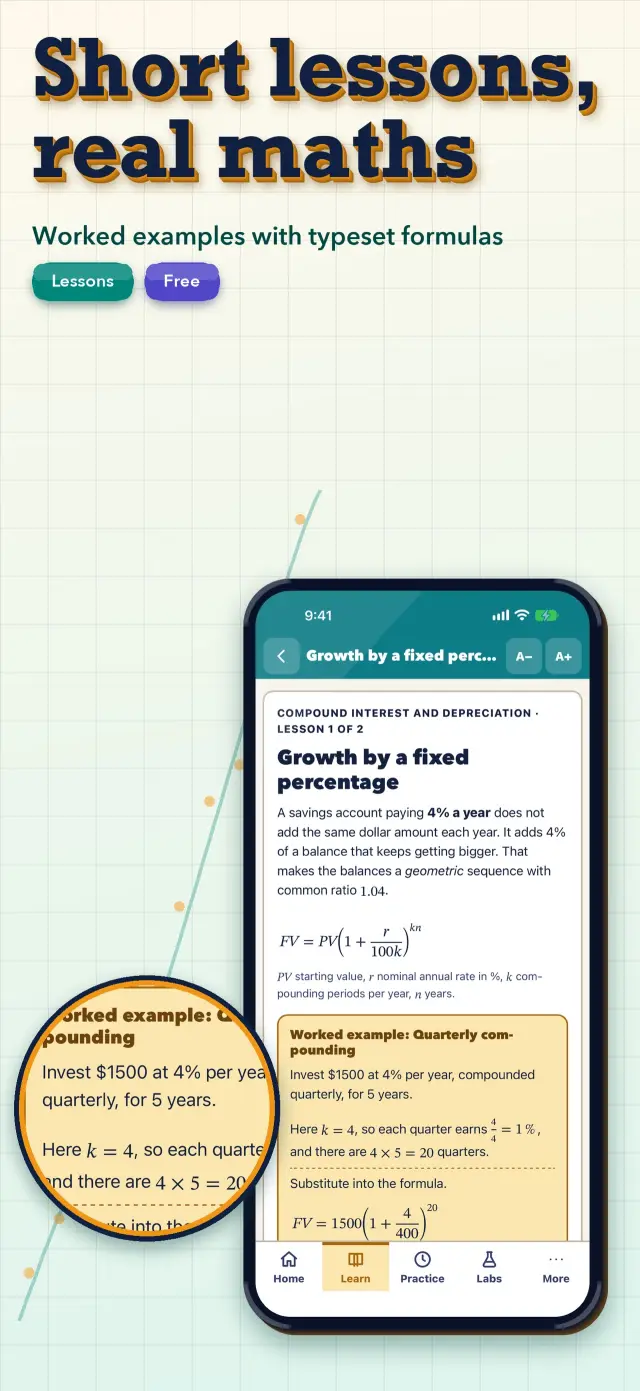 Short lessons,
real maths
Worked examples with typeset formulas
Lessons
Free
9:41
Growth by a fixed perc...
A−
A+
COMPOUND INTEREST AND DEPRECIATION ·
LESSON 1 OF 2
Growth by a fixed
percentage
A savings account paying 4% a year does not
add the same dollar amount each year. It adds 4%
of a balance that keeps getting bigger. That
makes the balances a geometric sequence with
common ratio 1.04.
FV = PV(1 + r/100k)^kn
PV starting value, r nominal annual rate in %, k com-
pounding periods per year, n years.
Worked example: Quarterly com-
pounding
Invest $1500 at 4% per year, compounded
quarterly, for 5 years.
Here k = 4, so each quarter earns 4/4 = 1 %,
and there are 4 × 5 = 20 quarters.
Substitute into the formula.
FV = 1500(1 + 4/400)^20
Home
Learn
Practice
Labs
More
orked example: Q
pounding
Invest $1500 at 4% per yea
quarterly, for 5 years.
Here k = 4, so each quarte
and there are 4 × 5 = 20
te into the